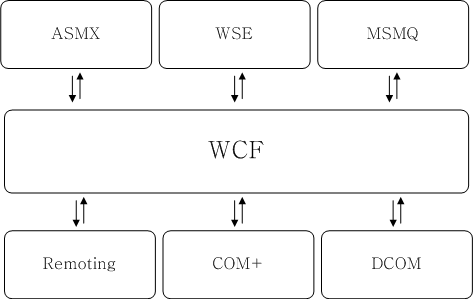 ASMX
WSE
MSMQ
WCF
Remoting
COM+
DCOM